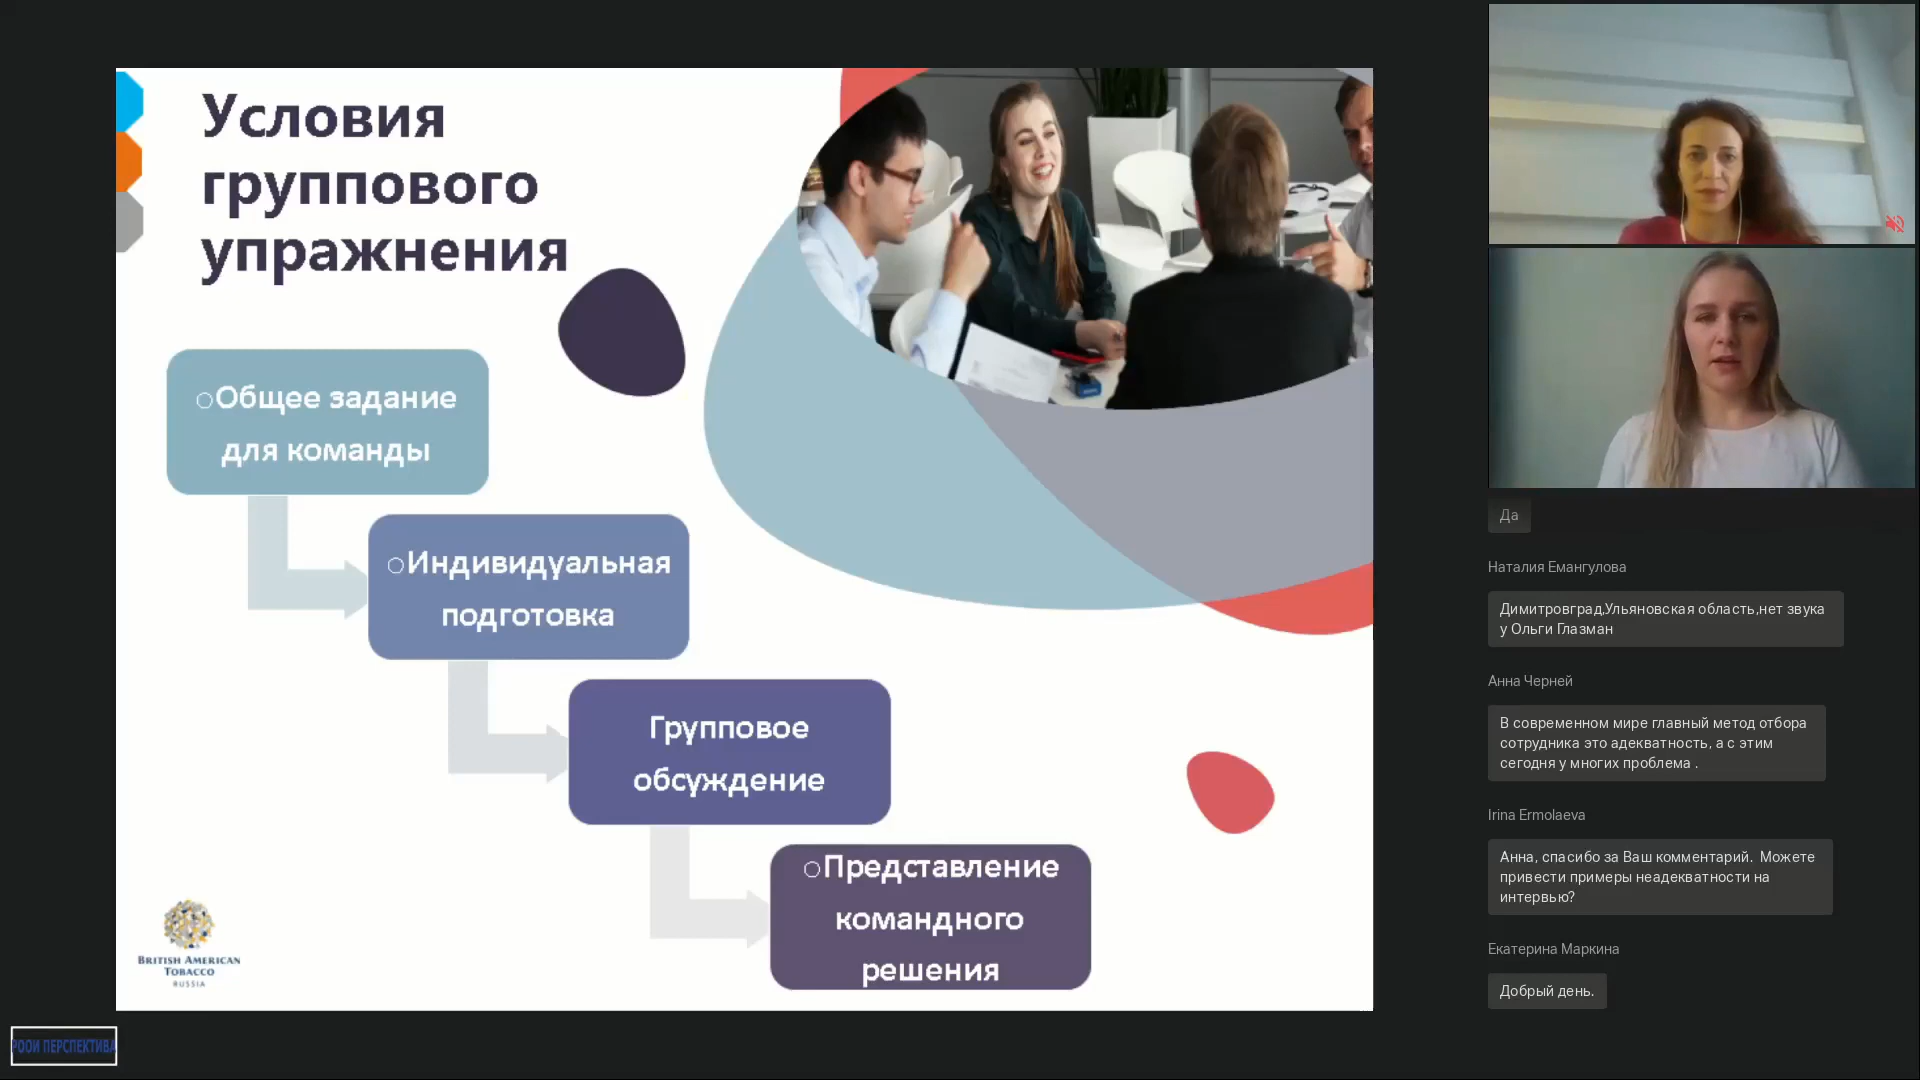 Условия
группового
упражнения
Общее задание
для команды
Индивидуальная
подготовка
Групповое
обсуждение
Представление
командного
решения
BRITISH AMERICAN
TOBACCO
RUSSIA
РООИ ПЕРСПЕКТИВА
Да
Наталия Емангулова
Димитровград,Ульяновская область,нет звука
у Ольги Глазман
Анна Черней
В современном мире главный метод отбора
сотрудника это адекватность, а с этим
сегодня у многих проблема .
Irina Ermolaeva
Анна, спасибо за Ваш комментарий.  Можете
привести примеры неадекватности на
интервью?
Екатерина Маркина
Добрый день.